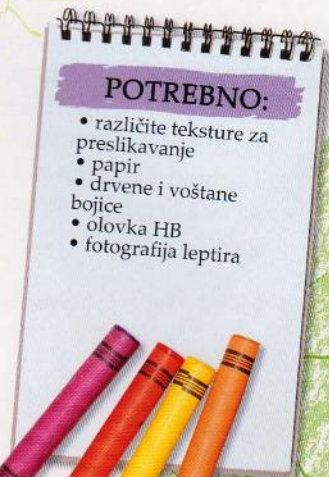 POTREBNO:
• različite teksture za
preslikavanje
• papir
• drvene i voštane
bojice
• olovka HB
• fotografija leptira